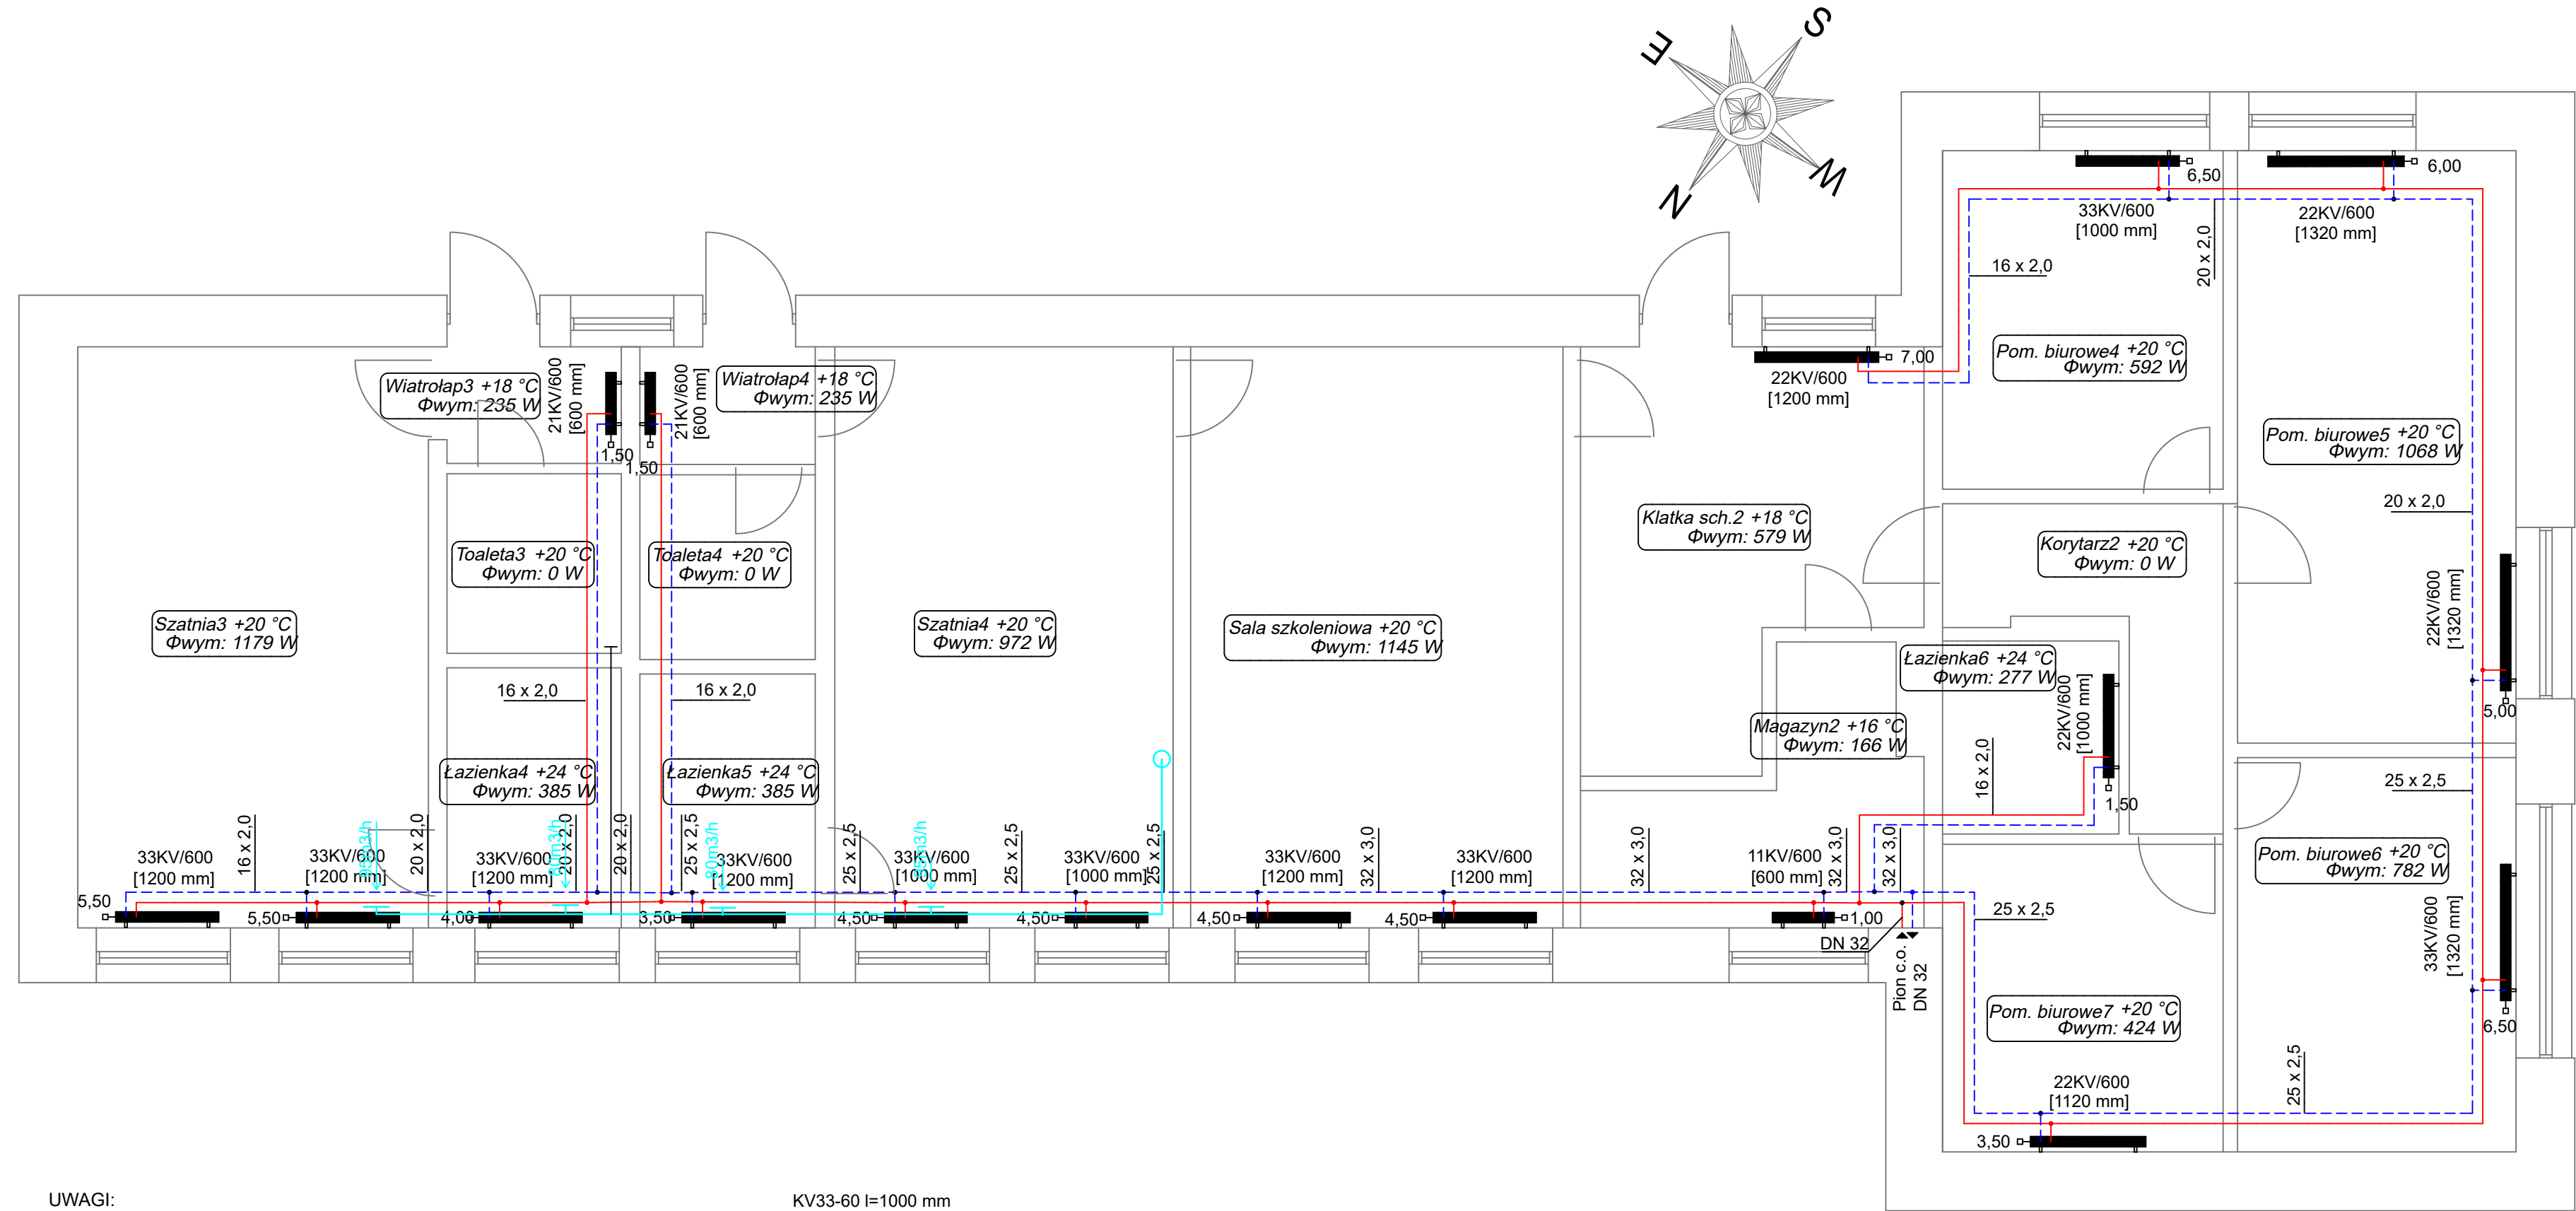 S
E
W
N
6,50
6,00
33KV/600
[1000 mm]
20 x 2,0
22KV/600
[1320 mm]
16 x 2,0
Pom. biurowe4 +20 °C
Φwym: 592 W
7,00
22KV/600
[1200 mm]
Wiatrołap3 +18 °C
Φwym: 235 W
21KV/600
[600 mm]
1,50
1,50
21KV/600
[600 mm]
Wiatrołap4 +18 °C
Φwym: 235 W
Pom. biurowe5 +20 °C
Φwym: 1068 W
20 x 2,0
Klatka sch.2 +18 °C
Φwym: 579 W
Korytarz2 +20 °C
Φwym: 0 W
Toaleta3 +20 °C
Φwym: 0 W
Toaleta4 +20 °C
Φwym: 0 W
22KV/600
[1320 mm]
5,00
Szatnia3 +20 °C
Φwym: 1179 W
Szatnia4 +20 °C
Φwym: 972 W
Sala szkoleniowa +20 °C
Φwym: 1145 W
Łazienka6 +24 °C
Φwym: 277 W
22KV/600
[1000 mm]
1,50
16 x 2,0
16 x 2,0
16 x 2,0
Magazyn2 +16 °C
Φwym: 166 W
Łazienka4 +24 °C
Φwym: 385 W
Łazienka5 +24 °C
Φwym: 385 W
25 x 2,5
Pom. biurowe6 +20 °C
Φwym: 782 W
33KV/600
[1200 mm]
16 x 2,0
33KV/600
[1200 mm]
20 x 2,0
33KV/600
[1200 mm]
20 x 2,0
20 x 2,0
25 x 2,5
80m3/h
33KV/600
[1200 mm]
25 x 2,5
33KV/600
[1000 mm]
25 x 2,5
33KV/600
[1000 mm]
25 x 2,5
33KV/600
[1200 mm]
32 x 3,0
33KV/600
[1200 mm]
32 x 3,0
11KV/600
[600 mm]
32 x 3,0
32 x 3,0
5,50
5,50
4,00
3,50
4,50
4,50
4,50
4,50
1,00
DN 32
Pion c.o.
DN 32
25 x 2,5
33KV/600
[1320 mm]
6,50
Pom. biurowe7 +20 °C
Φwym: 424 W
25 x 2,5
22KV/600
[1120 mm]
3,50
UWAGI:
KV33-60 l=1000 mm